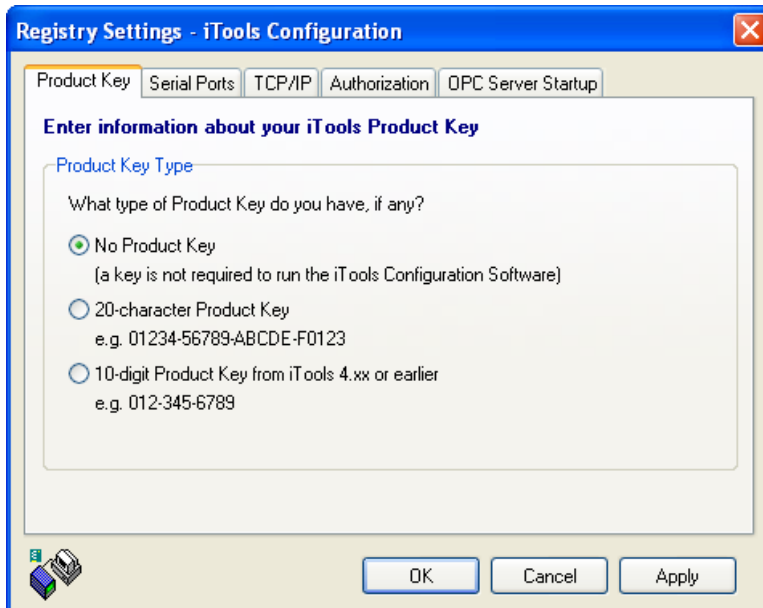 Registry Settings - iTools Configuration
Product Key
Serial Ports
TCP/IP
Authorization
OPC Server Startup
Enter information about your iTools Product Key
Product Key Type
What type of Product Key do you have, if any?
No Product Key
(a key is not required to run the iTools Configuration Software)
20-character Product Key
e.g. 01234-56789-ABCDE-F0123
10-digit Product Key from iTools 4.xx or earlier
e.g. 012-345-6789
OK
Cancel
Apply